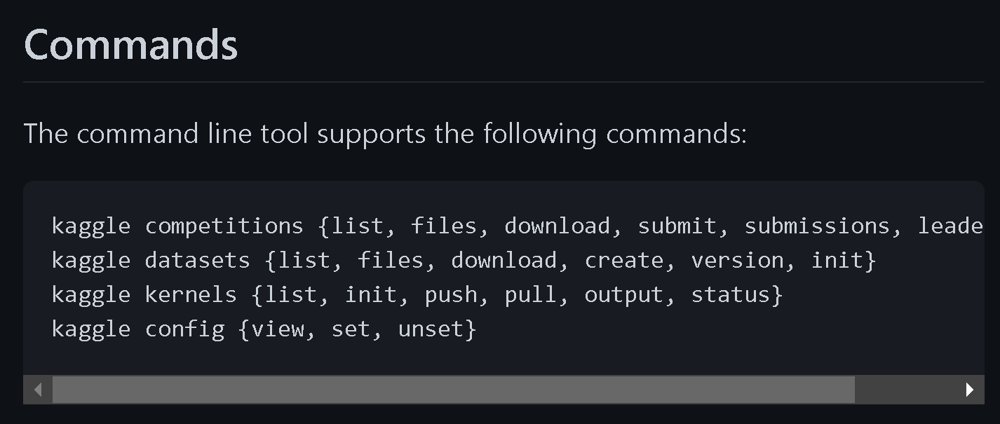 Commands
The command line tool supports the following commands:
kaggle competitions {list, files, download, submit, submissions, leade
kaggle datasets {list, files, download, create, version, init}
kaggle kernels {list, init, push, pull, output, status}
kaggle config {view, set, unset}